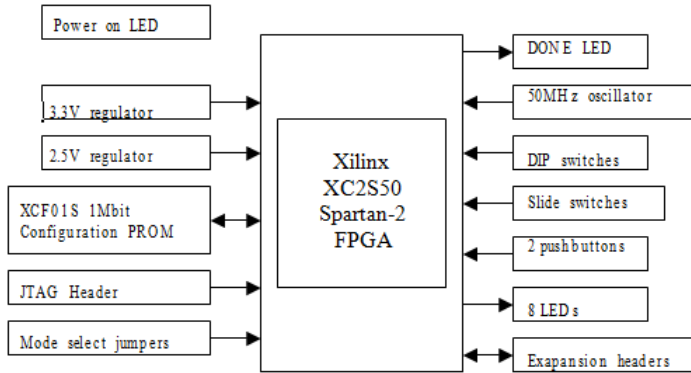 Power on LED
3.3V regulator
2.5V regulator
XCF01S 1Mbit
Configuration PROM
JTAG Header
Mode select jumpers
Xilinx
XC2S50
Spartan-2
FPGA
DONE LED
50MHz oscillator
DIP switches
Slide switches
2 pushbuttons
8 LEDs
Exapansion headers